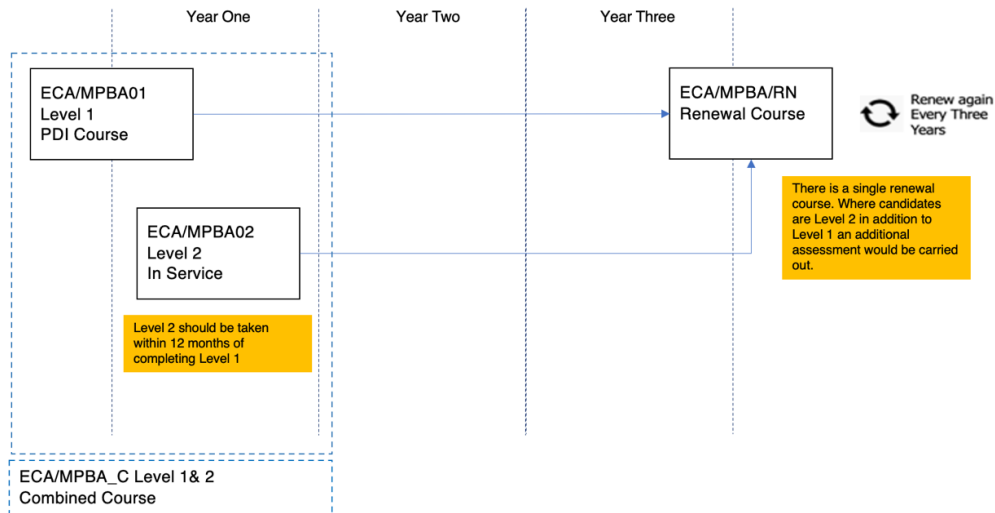 Year One
Year Two
Year Three
ECA/MPBA01
Level 1
PDI Course
ECA/MPBA/RN
Renewal Course
Renew again
Every Three
Years
There is a single renewal
course. Where candidates
are Level 2 in addition to
Level 1 an additional
assessment would be carried
out.
ECA/MPBA02
Level 2
In Service
Level 2 should be taken
within 12 months of
completing Level 1
ECA/MPBA_C Level 1& 2
Combined Course